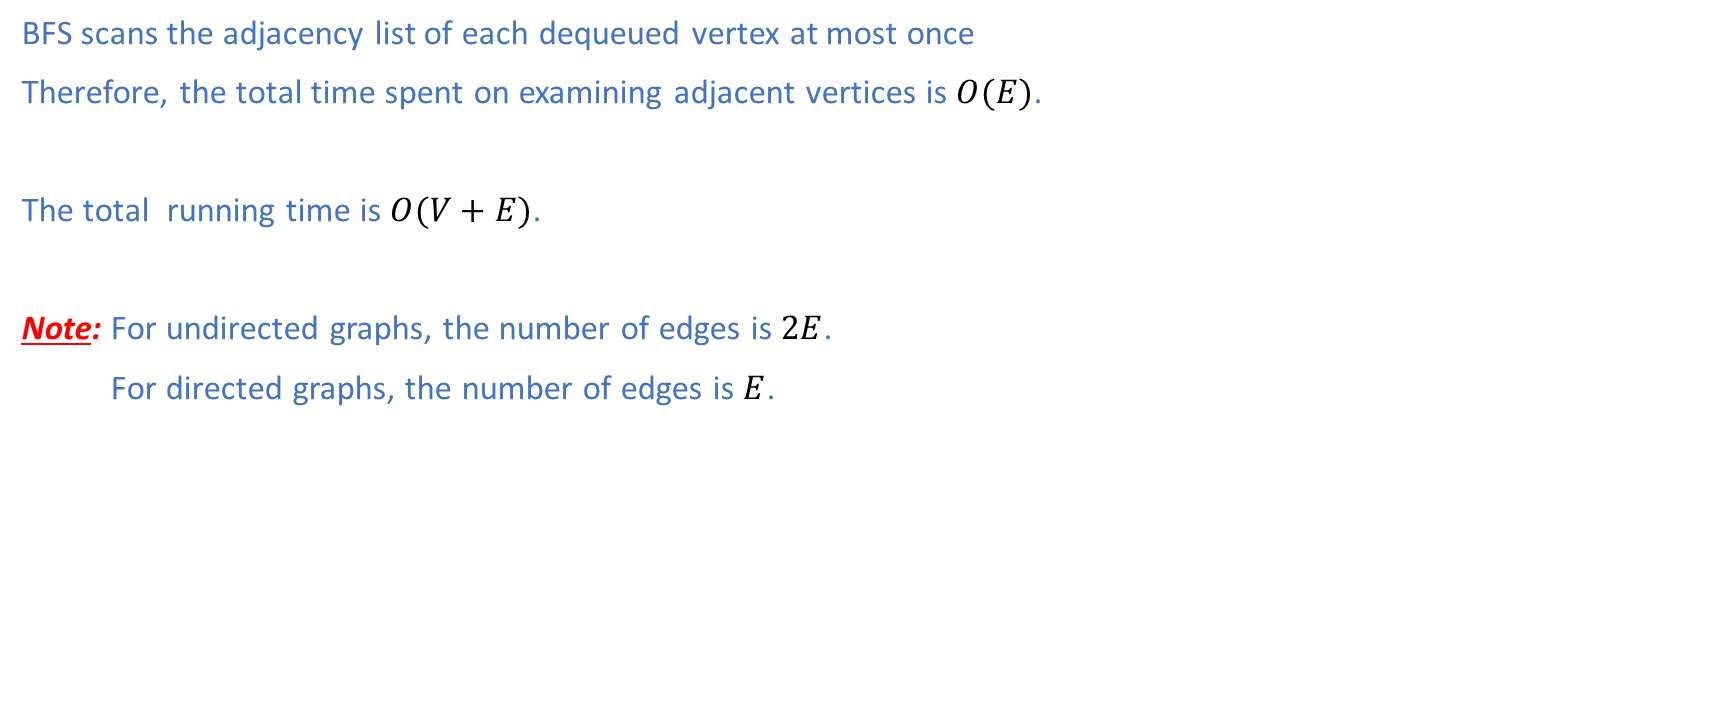 BFS scans the adjacency list of each dequeued vertex at most once
Therefore, the total time spent on examining adjacent vertices is O(E).
The total running time is O(V + E).
Note: For undirected graphs, the number of edges is 2E.
For directed graphs, the number of edges is E.